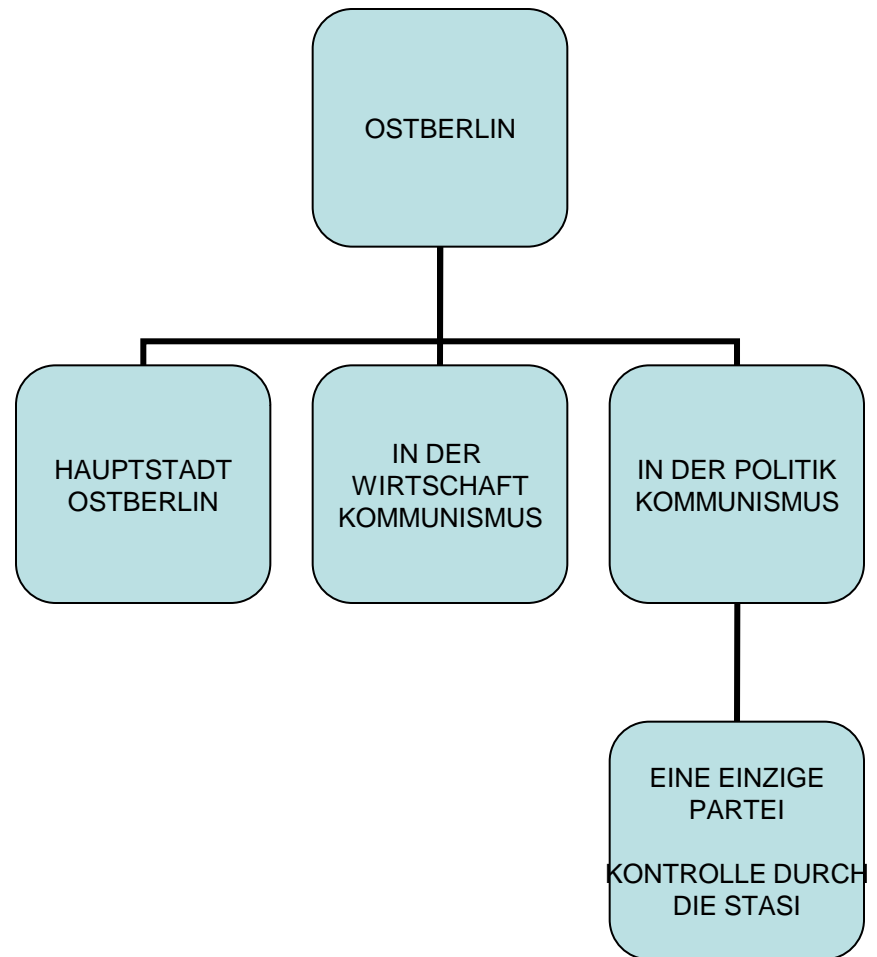 OSTBERLIN
HAUPTSTADT
OSTBERLIN
IN DER
WIRTSCHAFT
KOMMUNISMUS
IN DER POLITIK
KOMMUNISMUS
EINE EINZIGE
PARTEI
KONTROLLE DURCH
DIE STASI